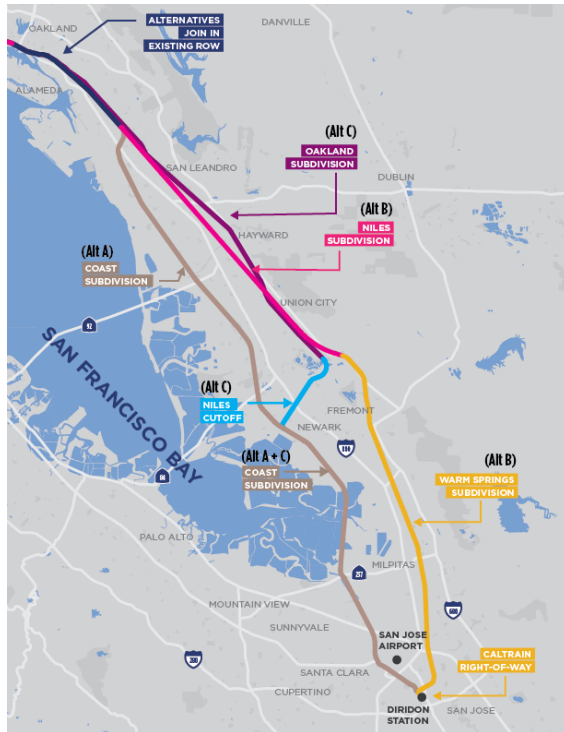 OAKLAND
ALTERNATIVES
JOIN IN
EXISTING ROW
DANVILLE
ALAMEDA
(Alt C)
OAKLAND
SUBDIVISION
SAN LEANDRO
DUBLIN
(Alt B)
NILES
SUBDIVISION
HAYWARD
(Alt A)
COAST
SUBDIVISION
UNION CITY
92
SAN FRANCISCO BAY
(Alt C)
NILES
CUTOFF
FREMONT
NEWARK
(Alt A + C)
COAST
SUBDIVISION
84
(Alt B)
WARM SPRINGS
SUBDIVISION
PALO ALTO
MILPITAS
237
MOUNTAIN VIEW
680
SUNNYVALE
SAN JOSE
AIRPORT
280
CALTRAIN
RIGHT-OF-WAY
SANTA CLARA
CUPERTINO
DIRIDON
STATION
SAN JOSE